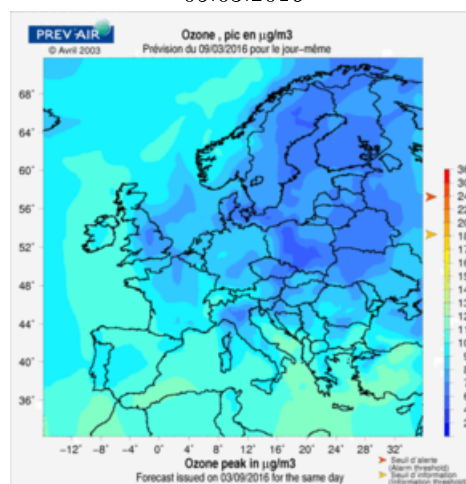 PREV'AIR
© Avril 2003
Ozone , pic en µg/m3
Prévision du 09/03/2016 pour le jour-même
68°
64°
60°
56°
52°
48°
44°
40°
36°
−12° −8° −4° 0° 4° 8° 12° 16° 20° 24° 28° 32°
Ozone peak in µg/m3
Forecast issued on 03/09/2016 for the same day
Seuil d'alerte
(Alarm threshold)
Seuil d'information
(Information threshold)